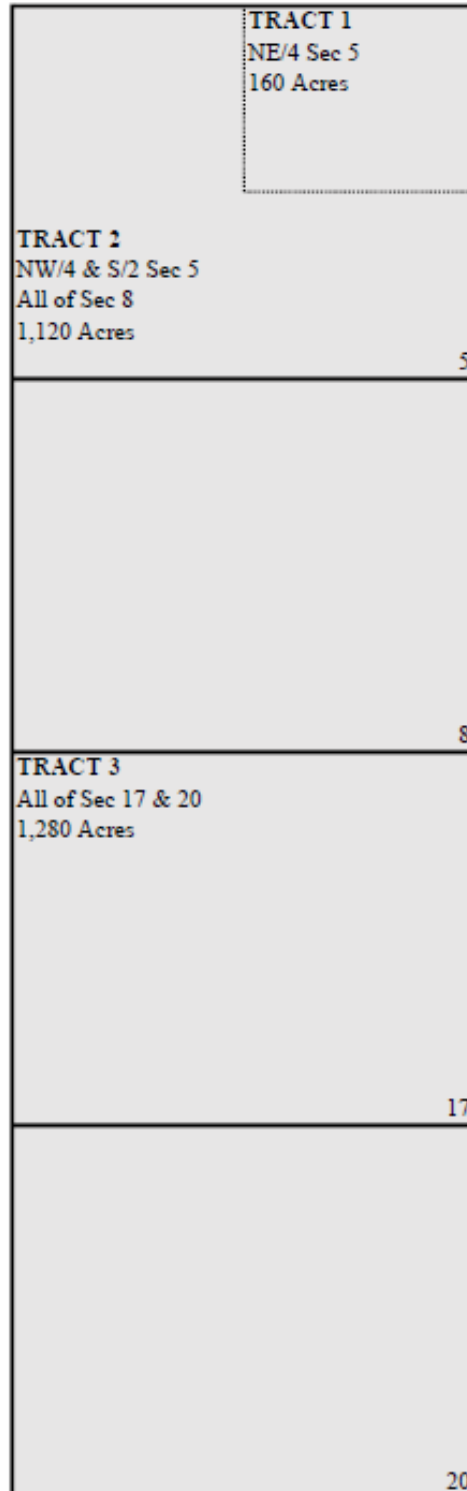 TRACT 1
NE/4 Sec 5
160 Acres
TRACT 2
NW/4 & S/2 Sec 5
All of Sec 8
1,120 Acres
5
8
TRACT 3
All of Sec 17 & 20
1,280 Acres
17
20